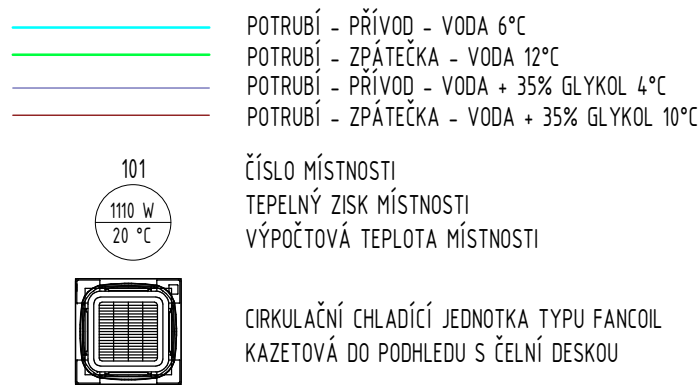 POTRUBÍ - PŘÍVOD - VODA 6°C
POTRUBÍ - ZPÁTEČKA - VODA 12°C
POTRUBÍ - PŘÍVOD - VODA + 35% GLYKOL 4°C
POTRUBÍ - ZPÁTEČKA - VODA + 35% GLYKOL 10°C
101
ČÍSLO MÍSTNOSTI
1110 W
TEPELNÝ ZISK MÍSTNOSTI
20 °C
VÝPOČTOVÁ TEPLOTA MÍSTNOSTI
CIRKULAČNÍ CHLADÍCÍ JEDNOTKA TYPU FANCOIL
KAZETOVÁ DO PODHLEDU S ČELNÍ DESKOU